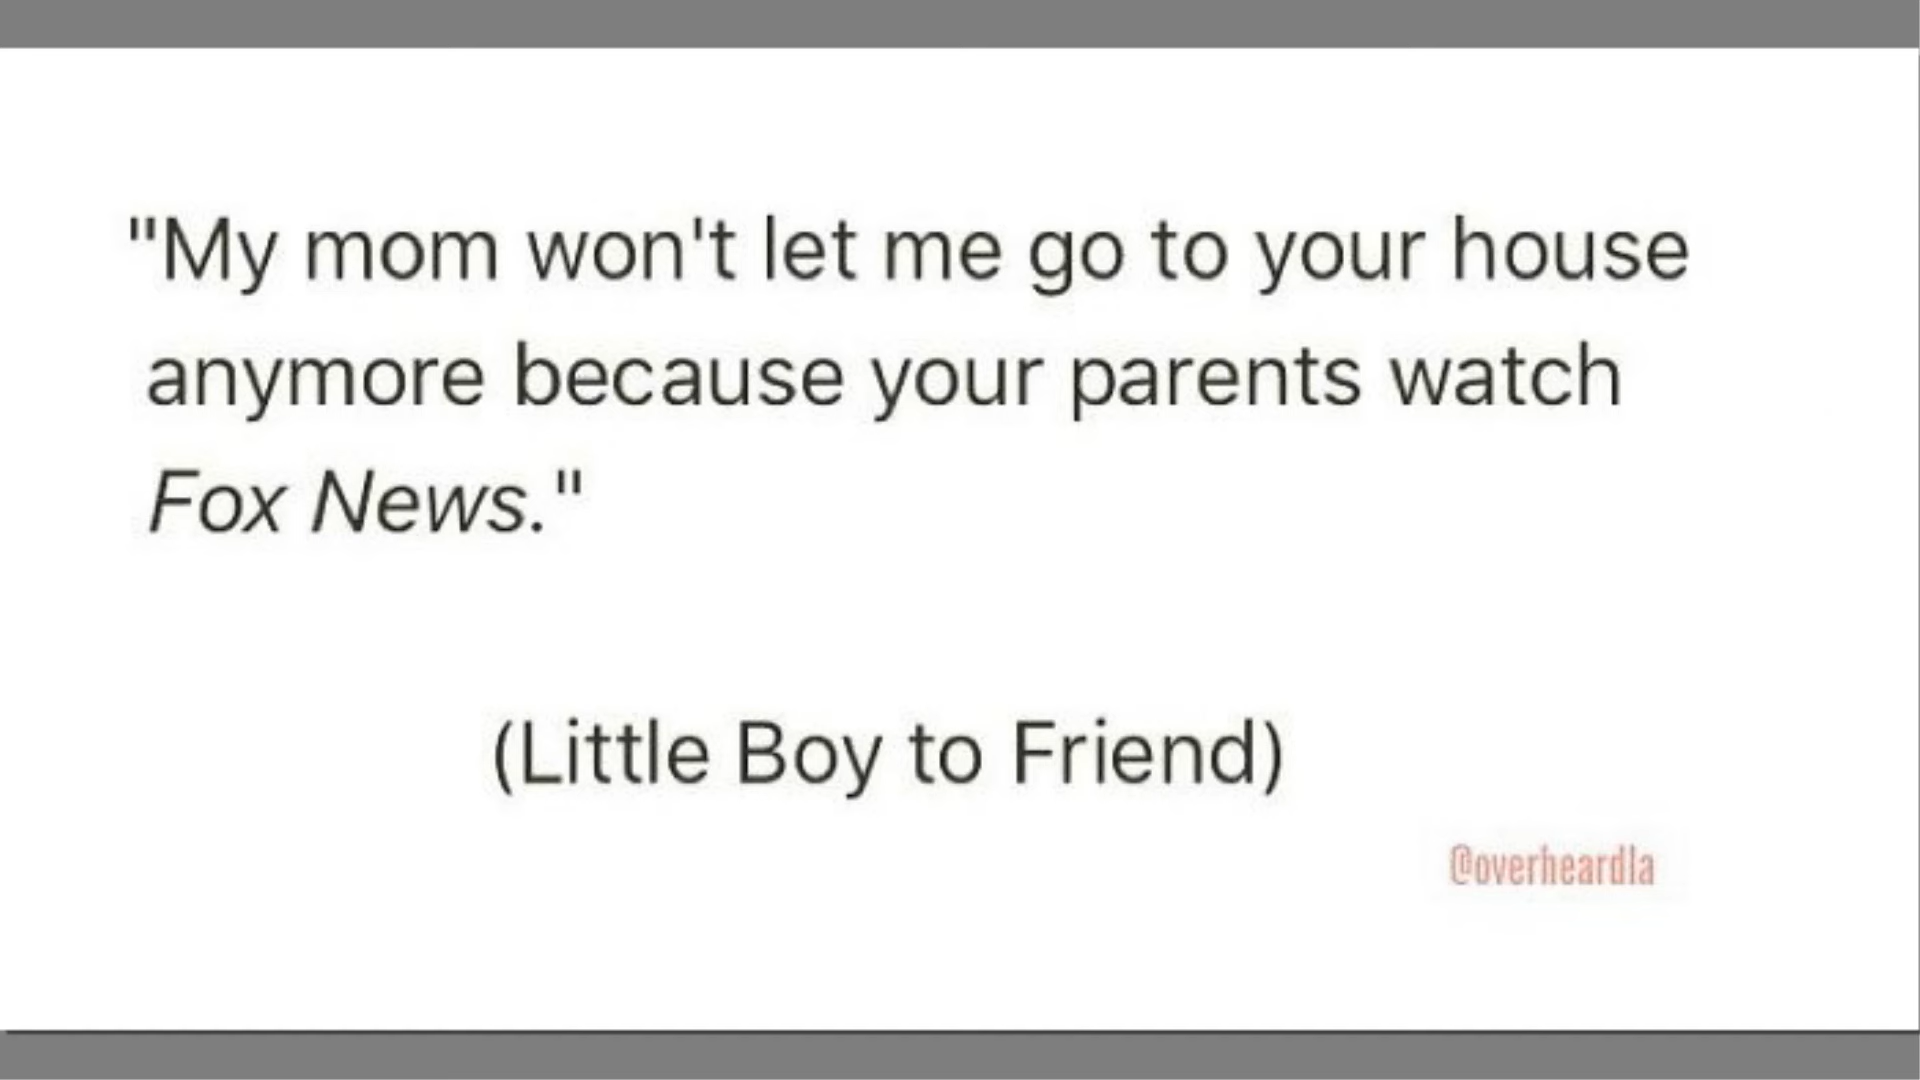 "My mom won't let me go to your house
anymore because your parents watch
Fox News."
(Little Boy to Friend)
@overheardla